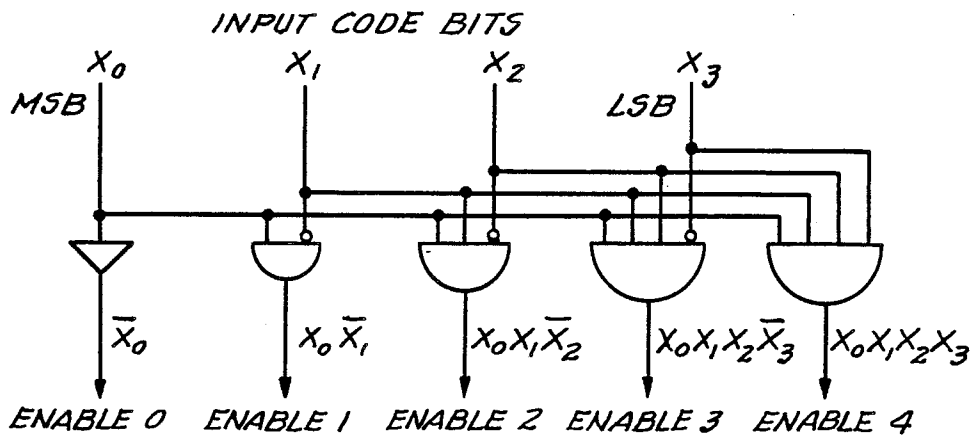 INPUT CODE BITS
X₀ X₁ X₂ X₃
MSB LSB
X̅₀ X₀X̅₁ X₀X₁X̅₂ X₀X₁X₂X̅₃ X₀X₁X₂X₃
ENABLE 0 ENABLE 1 ENABLE 2 ENABLE 3 ENABLE 4